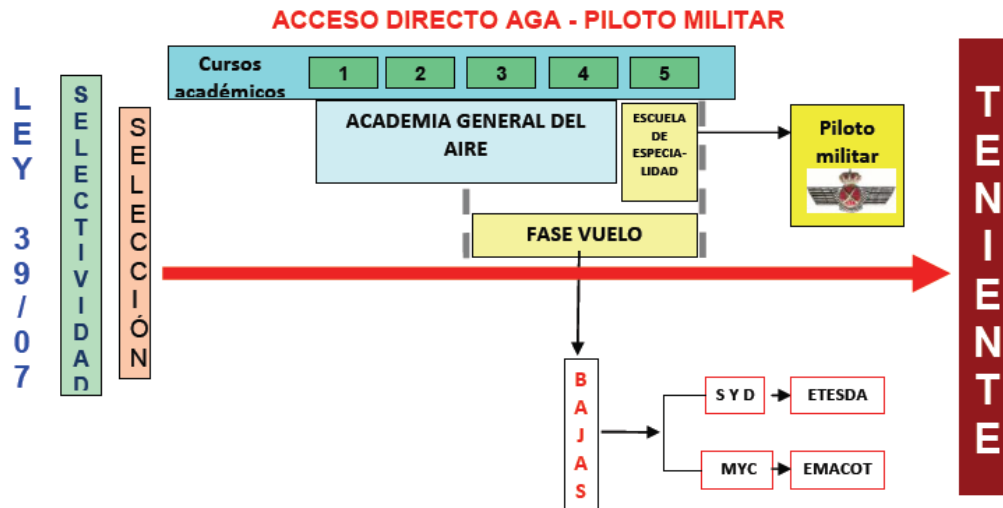 ACCESO DIRECTO AGA - PILOTO MILITAR
LEY 39/07
SELECTIVIDAD
SELECCIÓN
Cursos
académicos
1
2
3
4
5
ACADEMIA GENERAL DEL
AIRE
ESCUELA
DE
ESPECIA-
LIDAD
Piloto
militar
FASE VUELO
BAJAS
S Y D
ETESDA
MYC
EMACOT
TENIENTE